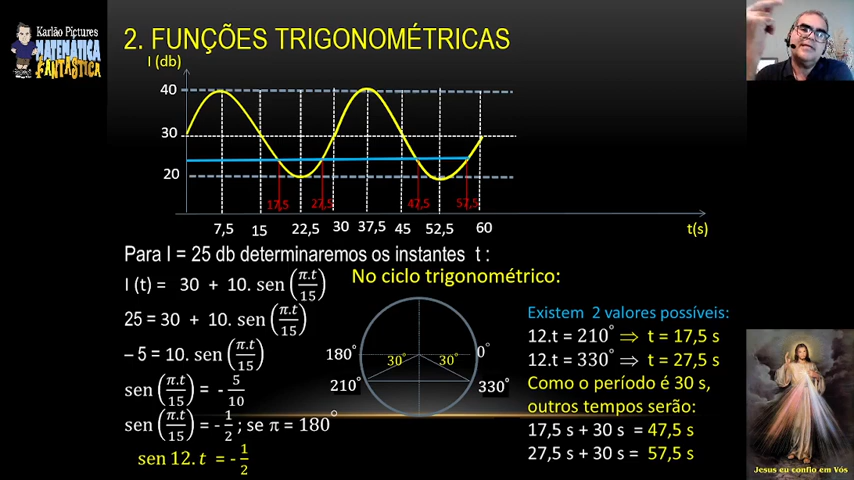 Karlão Pictures
MATEMÁTICA
FANTÁSTICA
2. FUNÇÕES TRIGONOMÉTRICAS
I (db)
40
30
20
17,5 27,5 47,5 57,5
7,5 15 22,5 30 37,5 45 52,5 60 t(s)
Para I = 25 db determinaremos os instantes t :
I (t) = 30 + 10. sen (π.t/15)
25 = 30 + 10. sen (π.t/15)
– 5 = 10. sen (π.t/15)
sen (π.t/15) = - 5/10
sen (π.t/15) = - 1/2 ; se π = 180°
sen 12. t = - 1/2
No ciclo trigonométrico:
180° 0°
30° 30°
210° 330°
Existem 2 valores possíveis:
12.t = 210° ⇒ t = 17,5 s
12.t = 330° ⇒ t = 27,5 s
Como o período é 30 s,
outros tempos serão:
17,5 s + 30 s = 47,5 s
27,5 s + 30 s = 57,5 s
Jesus eu confio em Vós